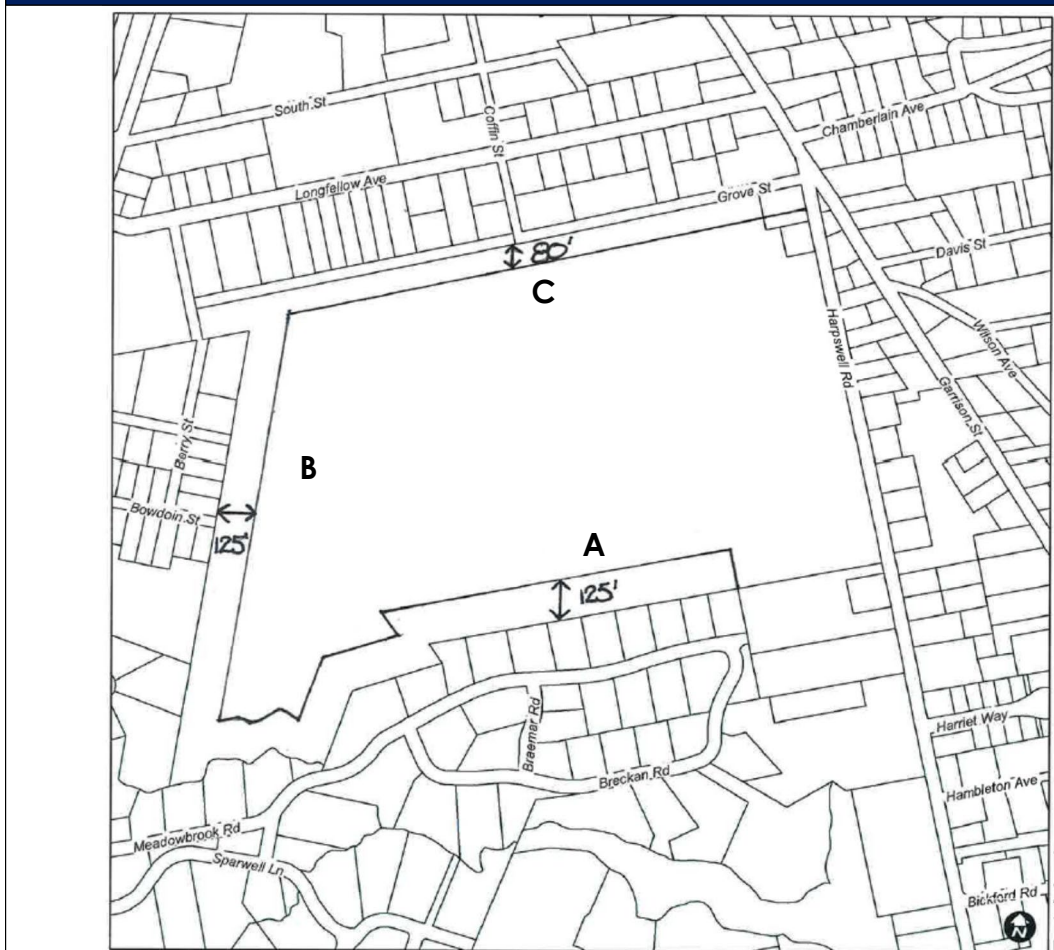 South St
Coffin St
Chamberlain Ave
Longfellow Ave
Grove St
80'
Davis St
C
Harpswell Rd
Wilson Ave
Garrison St
Berry St
B
Bowdoin St
125'
A
125'
Braemar Rd
Harriet Way
Breckan Rd
Hambleton Ave
Meadowbrook Rd
Sparwell Ln
Bickford Rd
N